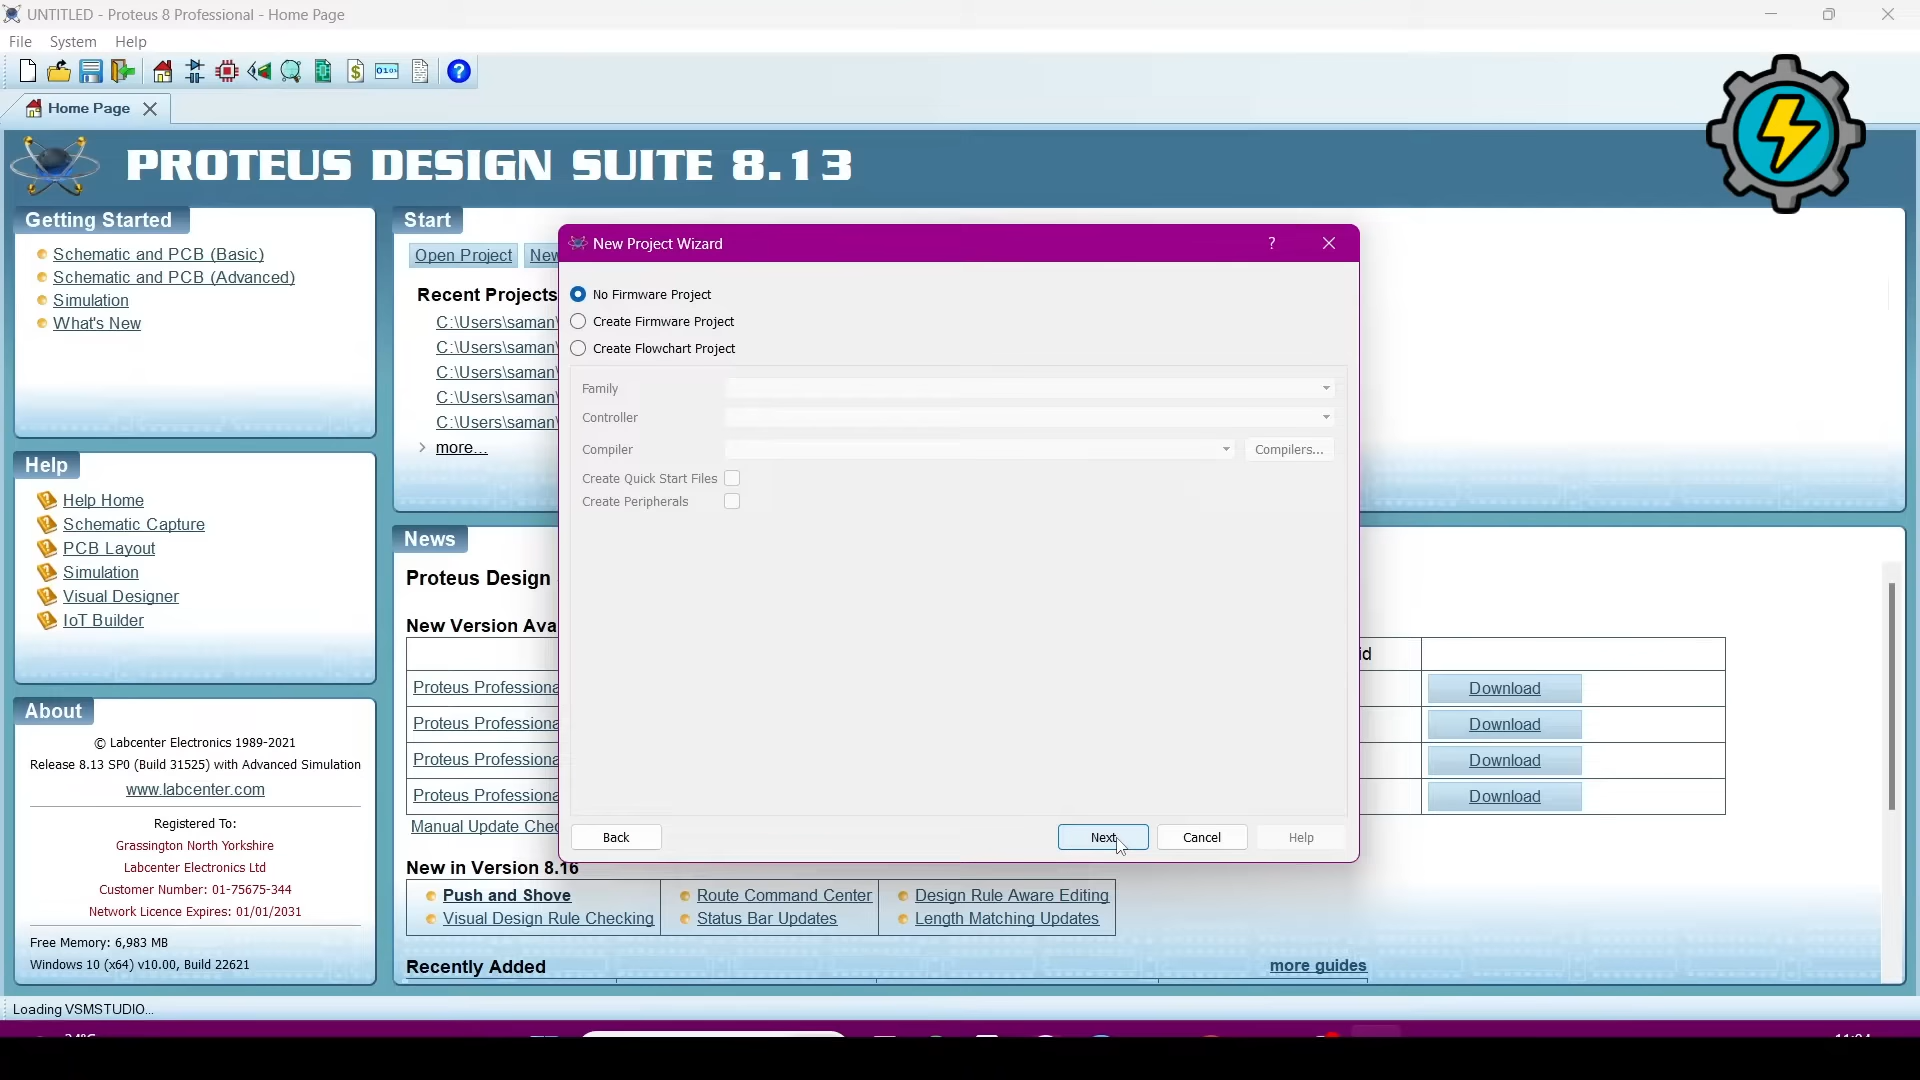 UNTITLED - Proteus 8 Professional - Home Page
File System Help
Home Page
PROTEUS DESIGN SUITE 8.13
Getting Started
Schematic and PCB (Basic)
Schematic and PCB (Advanced)
Simulation
What's New
Help
Help Home
Schematic Capture
PCB Layout
Simulation
Visual Designer
IoT Builder
About
© Labcenter Electronics 1989-2021
Release 8.13 SP0 (Build 31525) with Advanced Simulation
www.labcenter.com
Registered To:
Grassington North Yorkshire
Labcenter Electronics Ltd
Customer Number: 01-75675-344
Network Licence Expires: 01/01/2031
Free Memory: 6,983 MB
Windows 10 (x64) v10.00, Build 22621
Start
Open Project New
Recent Projects
C:\Users\saman\
C:\Users\saman\
C:\Users\saman\
C:\Users\saman\
C:\Users\saman\
more...
New Project Wizard
No Firmware Project
Create Firmware Project
Create Flowchart Project
Family
Controller
Compiler Compilers...
Create Quick Start Files
Create Peripherals
Back Next Cancel Help
News
Proteus Design
New Version Ava
id
Proteus Professiona Download
Proteus Professiona Download
Proteus Professiona Download
Proteus Professiona Download
Manual Update Chec
New in Version 8.16
Push and Shove Route Command Center Design Rule Aware Editing
Visual Design Rule Checking Status Bar Updates Length Matching Updates
Recently Added more guides
Loading VSMSTUDIO...